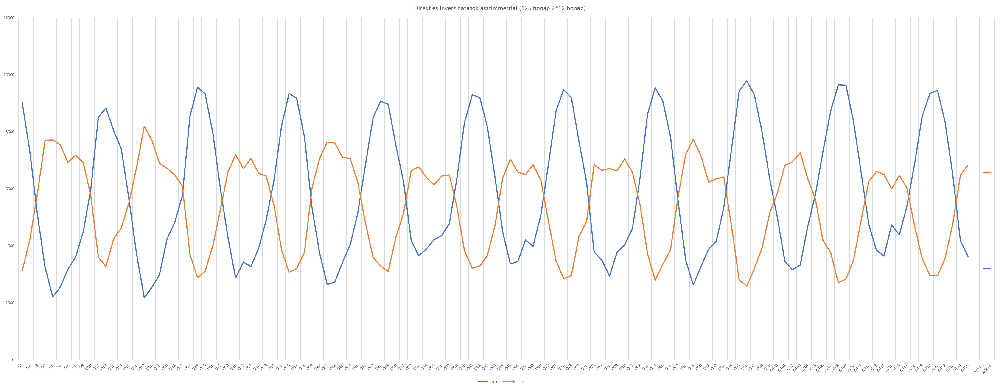 Direkt és inverz hatások asszimmetriái (125 hónap 2*12 hónap)
12000
10000
8000
6000
4000
2000
0
O1 O2 O3 O4 O5 O6 O7 O8 O9 O10 O11 O12 O13 O14 O15 O16 O17 O18 O19 O20 O21 O22 O23 O24 O25 O26 O27 O28 O29 O30 O31 O32 O33 O34 O35 O36 O37 O38 O39 O40 O41 O42 O43 O44 O45 O46 O47 O48 O49 O50 O51 O52 O53 O54 O55 O56 O57 O58 O59 O60 O61 O62 O63 O64 O65 O66 O67 O68 O69 O70 O71 O72 O73 O74 O75 O76 O77 O78 O79 O80 O81 O82 O83 O84 O85 O86 O87 O88 O89 O90 O91 O92 O93 O94 O95 O96 O97 O98 O99 O100 O101 O102 O103 O104 O105 O106 O107 O108 O109 O110 O111 O112 O113 O114 O115 O116 O117 O118 O119 O120 O121 O122 O123 O124 O125 2021.I. 2021.I.
direkt inverz